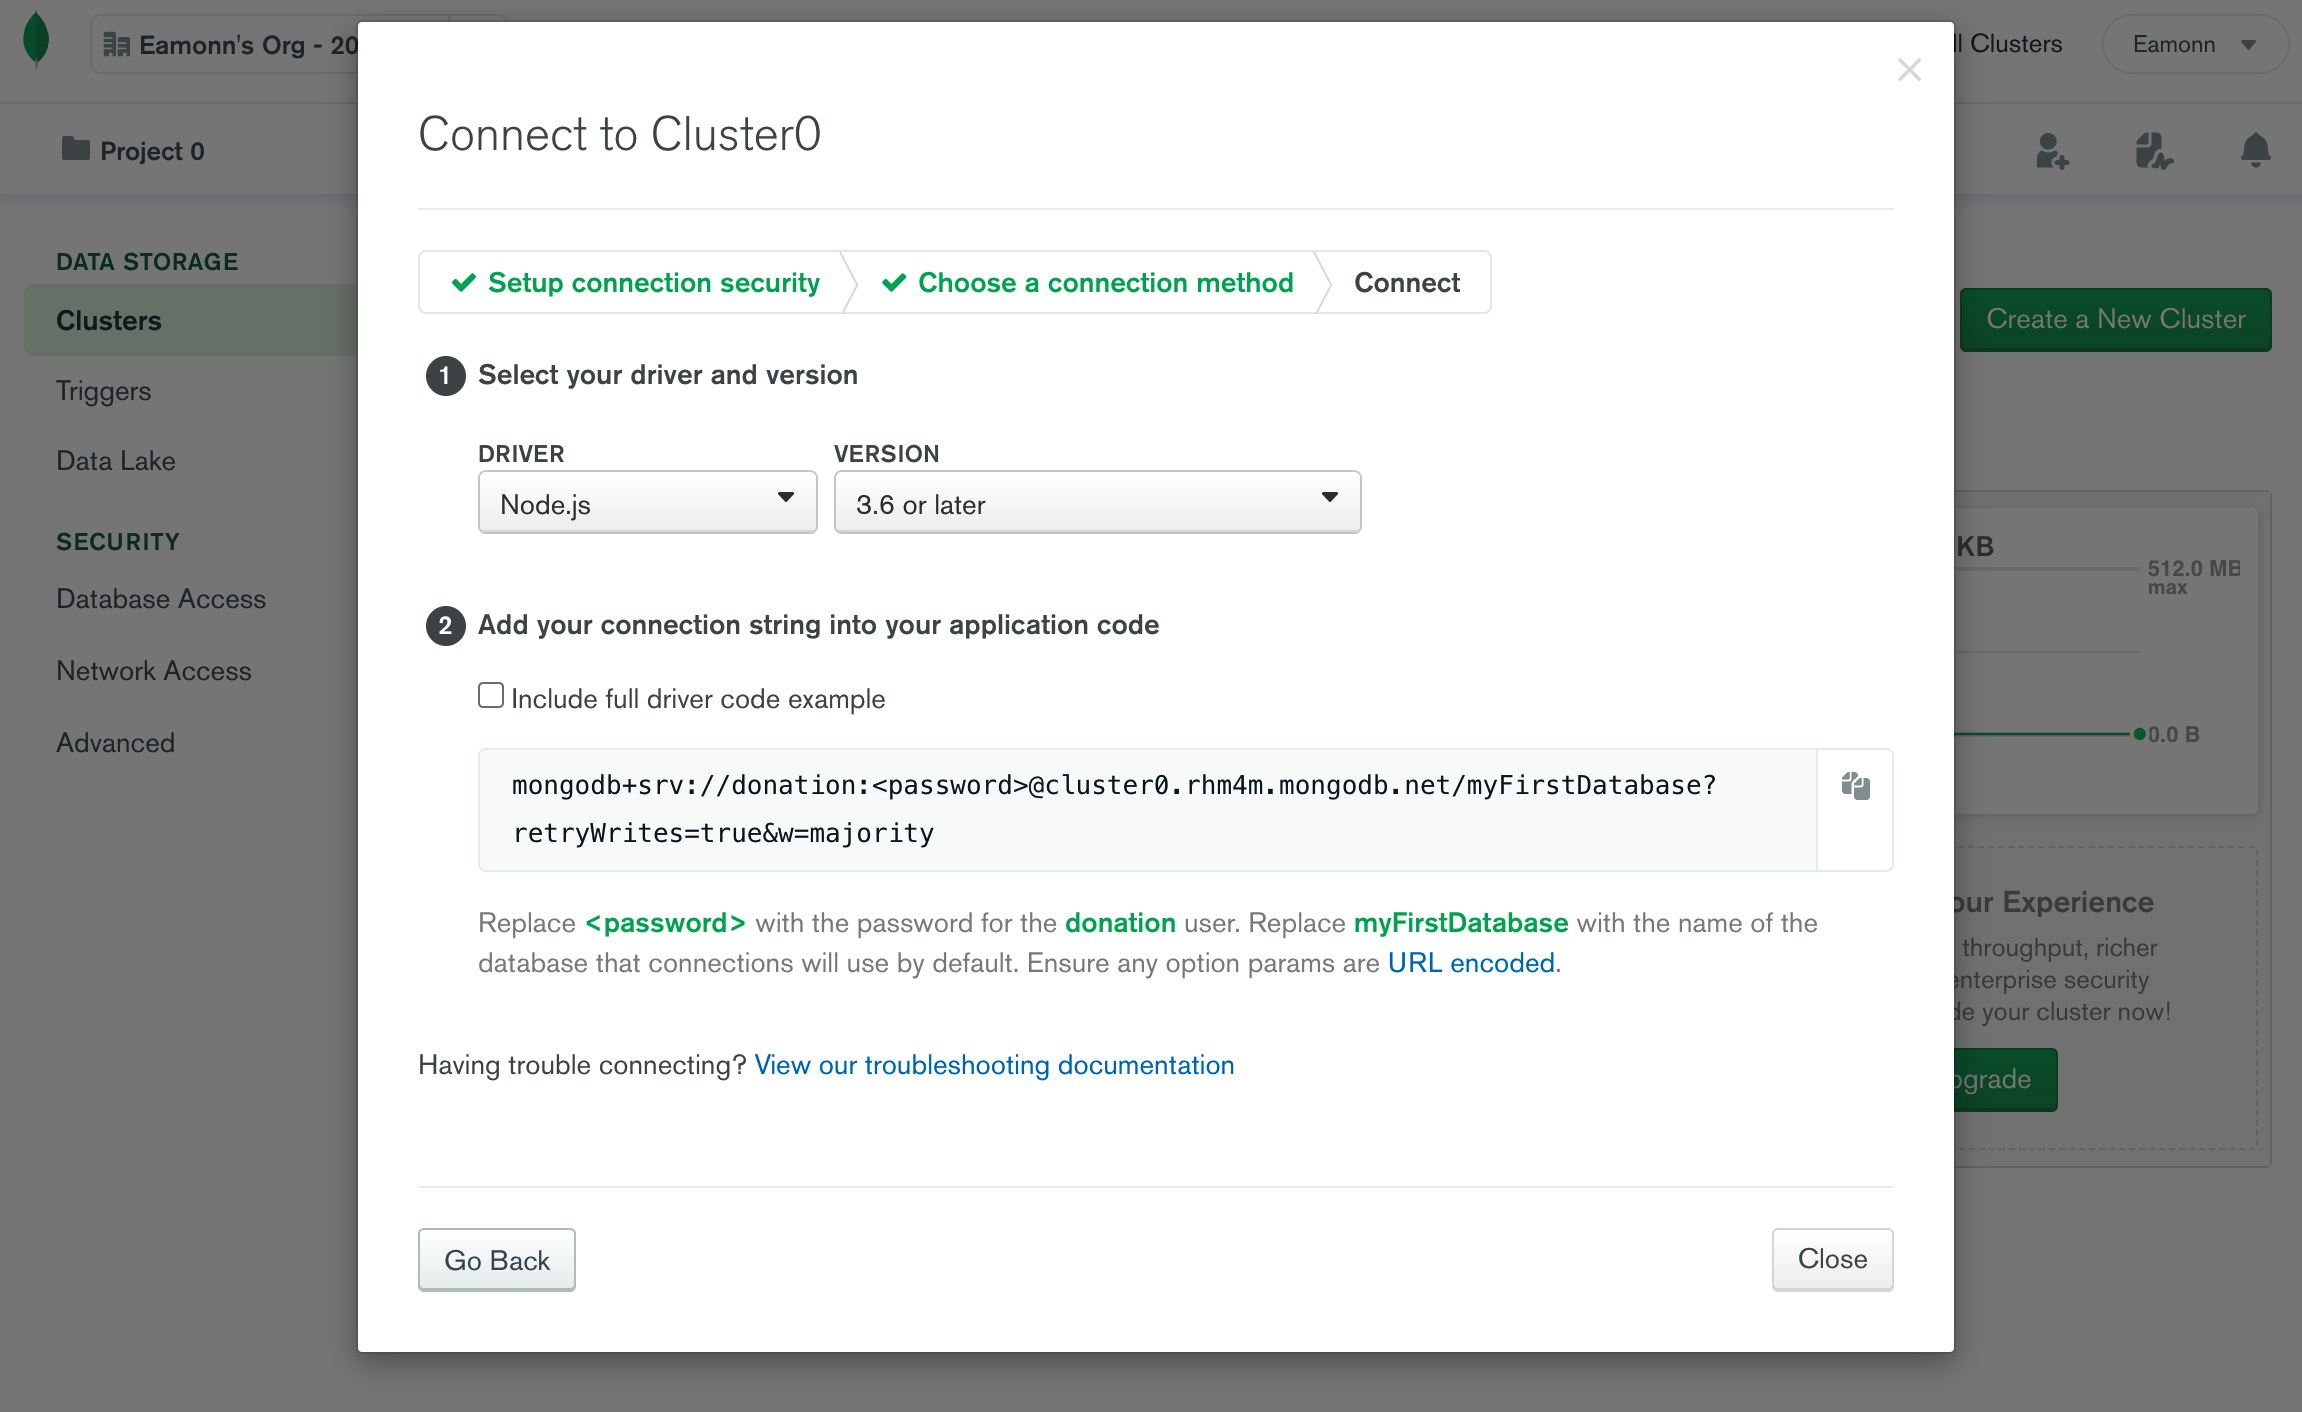 Eamonn's Org - 20
Clusters
Eamonn
Project 0
Connect to Cluster0
Setup connection security
Choose a connection method
Connect
DATA STORAGE
Clusters
Triggers
Data Lake
SECURITY
Database Access
Network Access
Advanced
Create a New Cluster
1 Select your driver and version
DRIVER
VERSION
Node.js
3.6 or later
2 Add your connection string into your application code
Include full driver code example
mongodb+srv://donation:<password>@cluster0.rhm4m.mongodb.net/myFirstDatabase?
retryWrites=true&w=majority
Replace <password> with the password for the donation user. Replace myFirstDatabase with the name of the
database that connections will use by default. Ensure any option params are URL encoded.
Having trouble connecting? View our troubleshooting documentation
Go Back
Close
KB
512.0 MB
max
0.0 B
our Experience
throughput, richer
enterprise security
de your cluster now!
pgrade